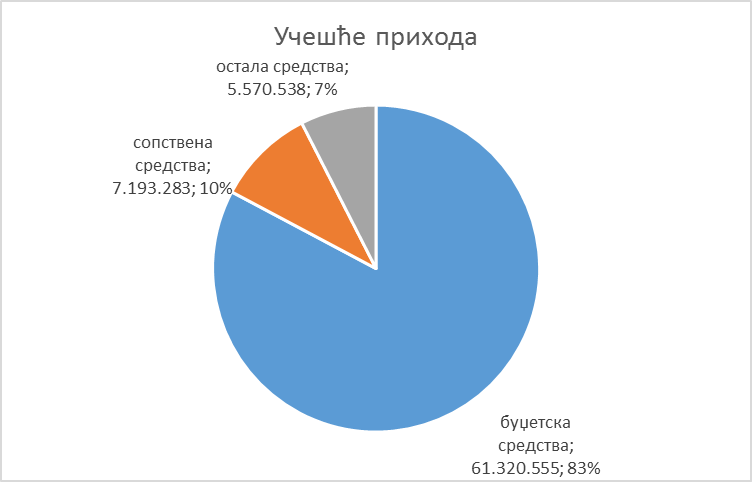 Учешће прихода
остала средства;
5.570.538; 7%
сопствена
средства;
7.193.283; 10%
буџетска
средства;
61.320.555; 83%